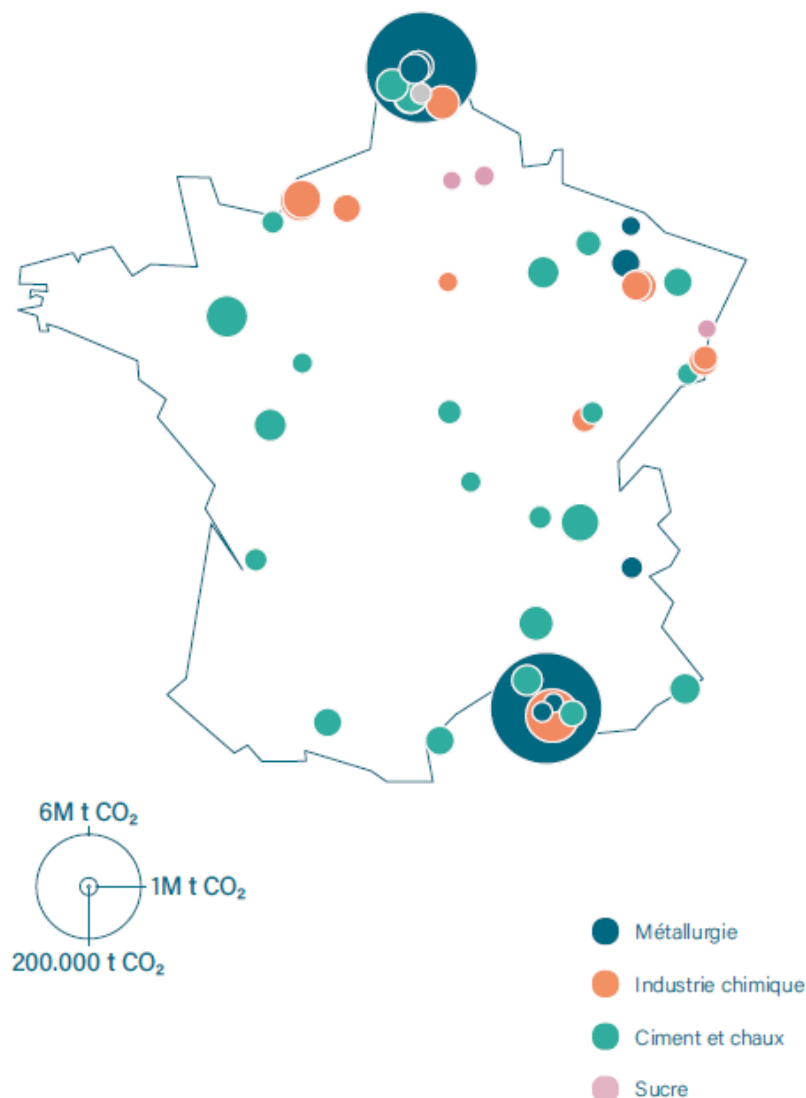 6M t CO₂
1M t CO₂
200.000 t CO₂
Métallurgie
Industrie chimique
Ciment et chaux
Sucre